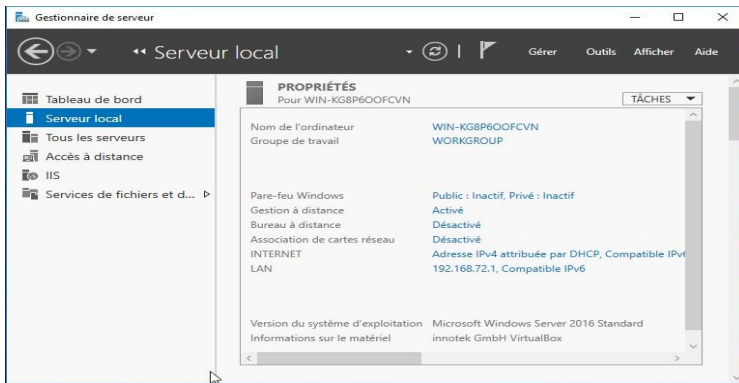 Gestionnaire de serveur
Serveur local
Gérer Outils Afficher Aide
Tableau de bord
Serveur local
Tous les serveurs
Accès à distance
IIS
Services de fichiers et d...
PROPRIÉTÉS
Pour WIN-KG8P6OOFCVN
TÂCHES
Nom de l'ordinateur WIN-KG8P6OOFCVN
Groupe de travail WORKGROUP
Pare-feu Windows Public : Inactif, Privé : Inactif
Gestion à distance Activé
Bureau à distance Désactivé
Association de cartes réseau Désactivé
INTERNET Adresse IPv4 attribuée par DHCP, Compatible IPv6
LAN 192.168.72.1, Compatible IPv6
Version du système d'exploitation Microsoft Windows Server 2016 Standard
Informations sur le matériel innotek GmbH VirtualBox